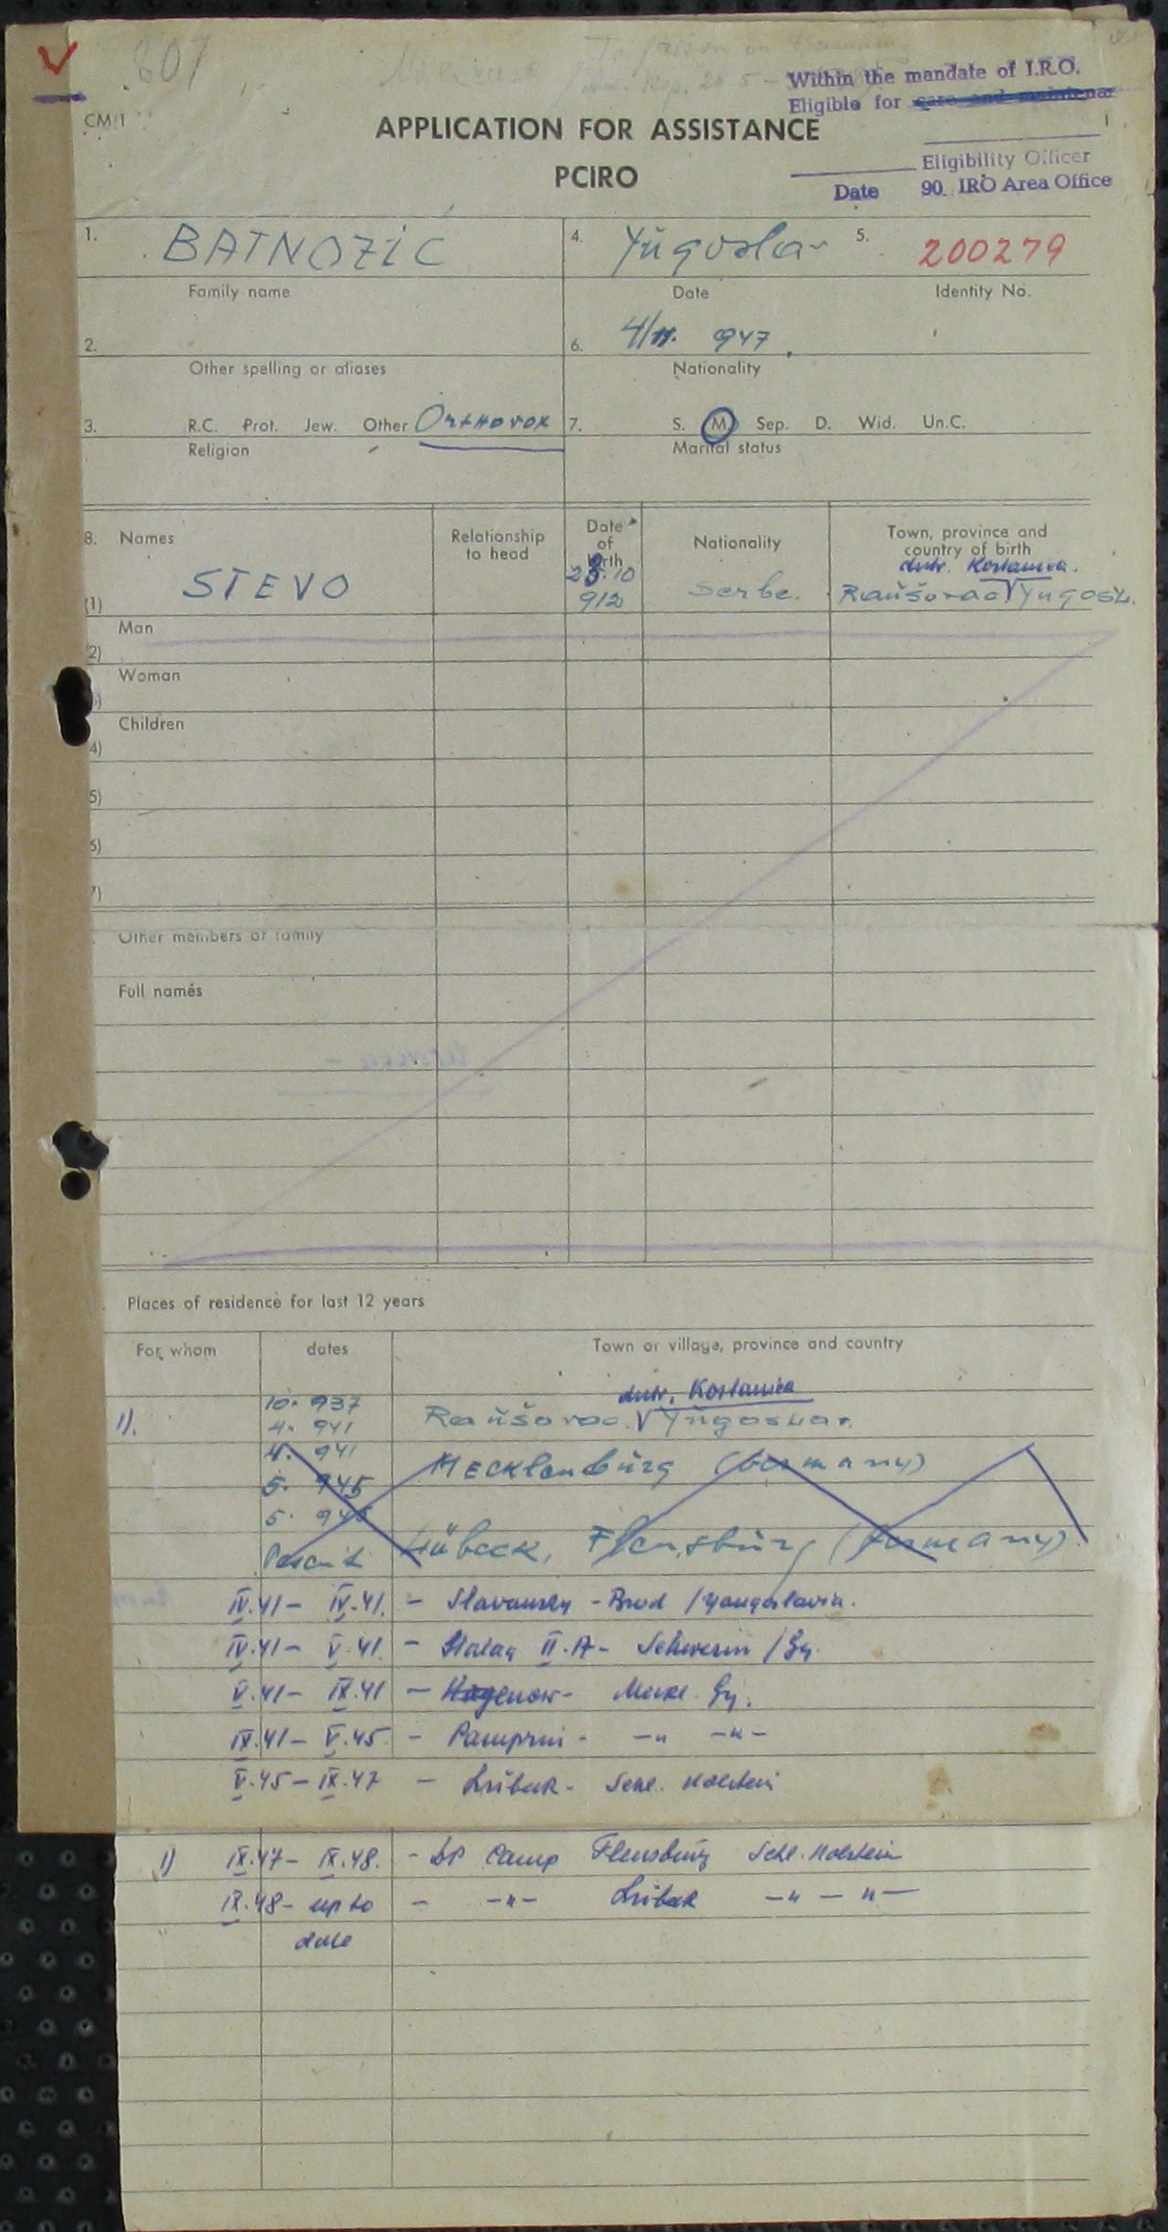 807
Within the mandate of I.R.O.
Eligible for care and maintenance
CM/1
APPLICATION FOR ASSISTANCE
PCIRO
Eligibility Officer
Date 90. IRO Area Office
1. BATNOZIĆ 4. Yugoslav 5. 200279
Family name Date Identity No.
2. 6. 4/11. 947.
Other spelling or aliases Nationality
3. R.C. Prot. Jew. Other Orthodox 7. S. M Sep. D. Wid. Un.C.
Religion Marital status
8. Names Relationship to head Date of birth Nationality Town, province and country of birth
distr. Kostanica.
(1) STEVO 28.10 912 Serbe. Raušovac Yugosl.
Man
2)
Woman
Children
4)
5)
6)
7)
Other members of family
Full names
Places of residence for last 12 years
For whom dates Town or village, province and country
distr. Kostanica
1). 10. 937
4. 941 Raušovac. Yugoslav.
4. 941
5. 945 Mecklenbürg (Germany)
5. 945
Lübeck, Flensbürg (Germany).
IV.41 – IV.41. – Slavonsky - Brod / Yougoslavia.
IV.41 – V.41. – Stalag II.A - Schwerin / Gy.
V.41 – IX.41 – Hagenow - Meckl. Gy.
IX.41 – V.45. – -"- -"-
V.45 – IX.47 – Lübeck - Schl. Holstein
1) IX.47 – IX.48. - DP Camp Flensburg Schl. Holstein
IX.48 - up to - -"- Lübeck -"- -"-
date